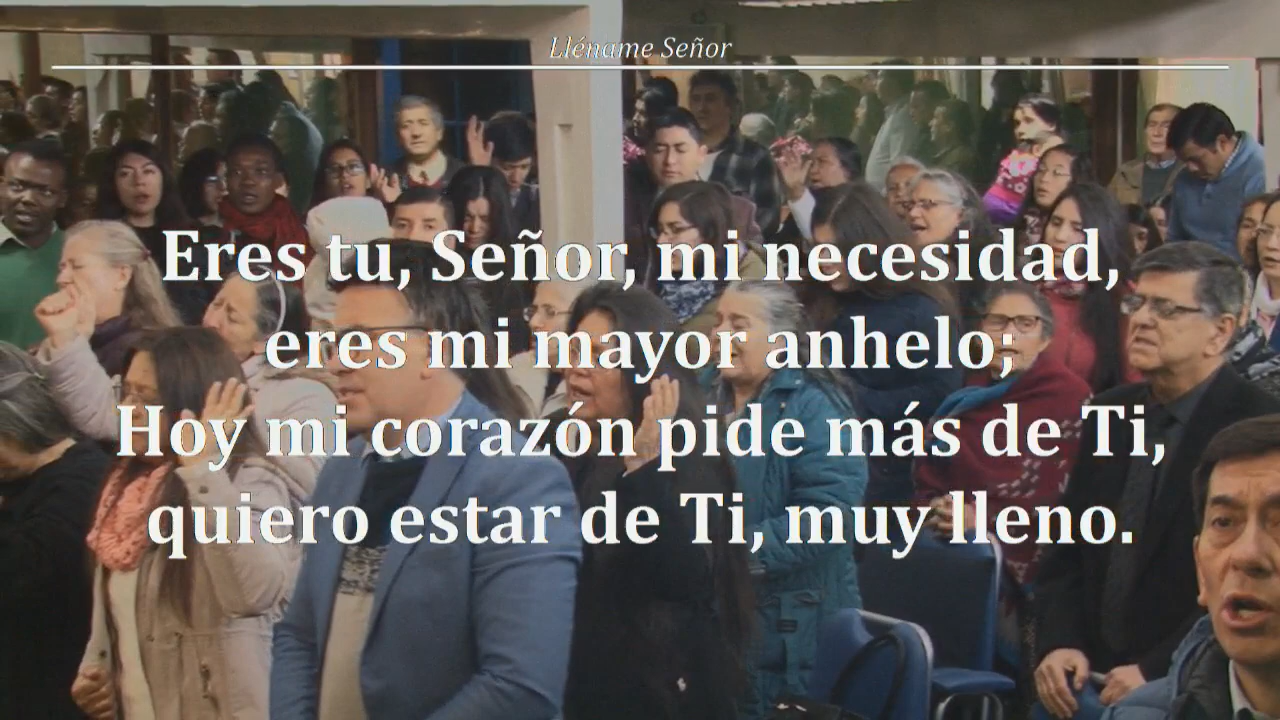 Lléname Señor
Eres tu, Señor, mi necesidad,
eres mi mayor anhelo;
Hoy mi corazón pide más de Ti,
quiero estar de Ti, muy lleno.